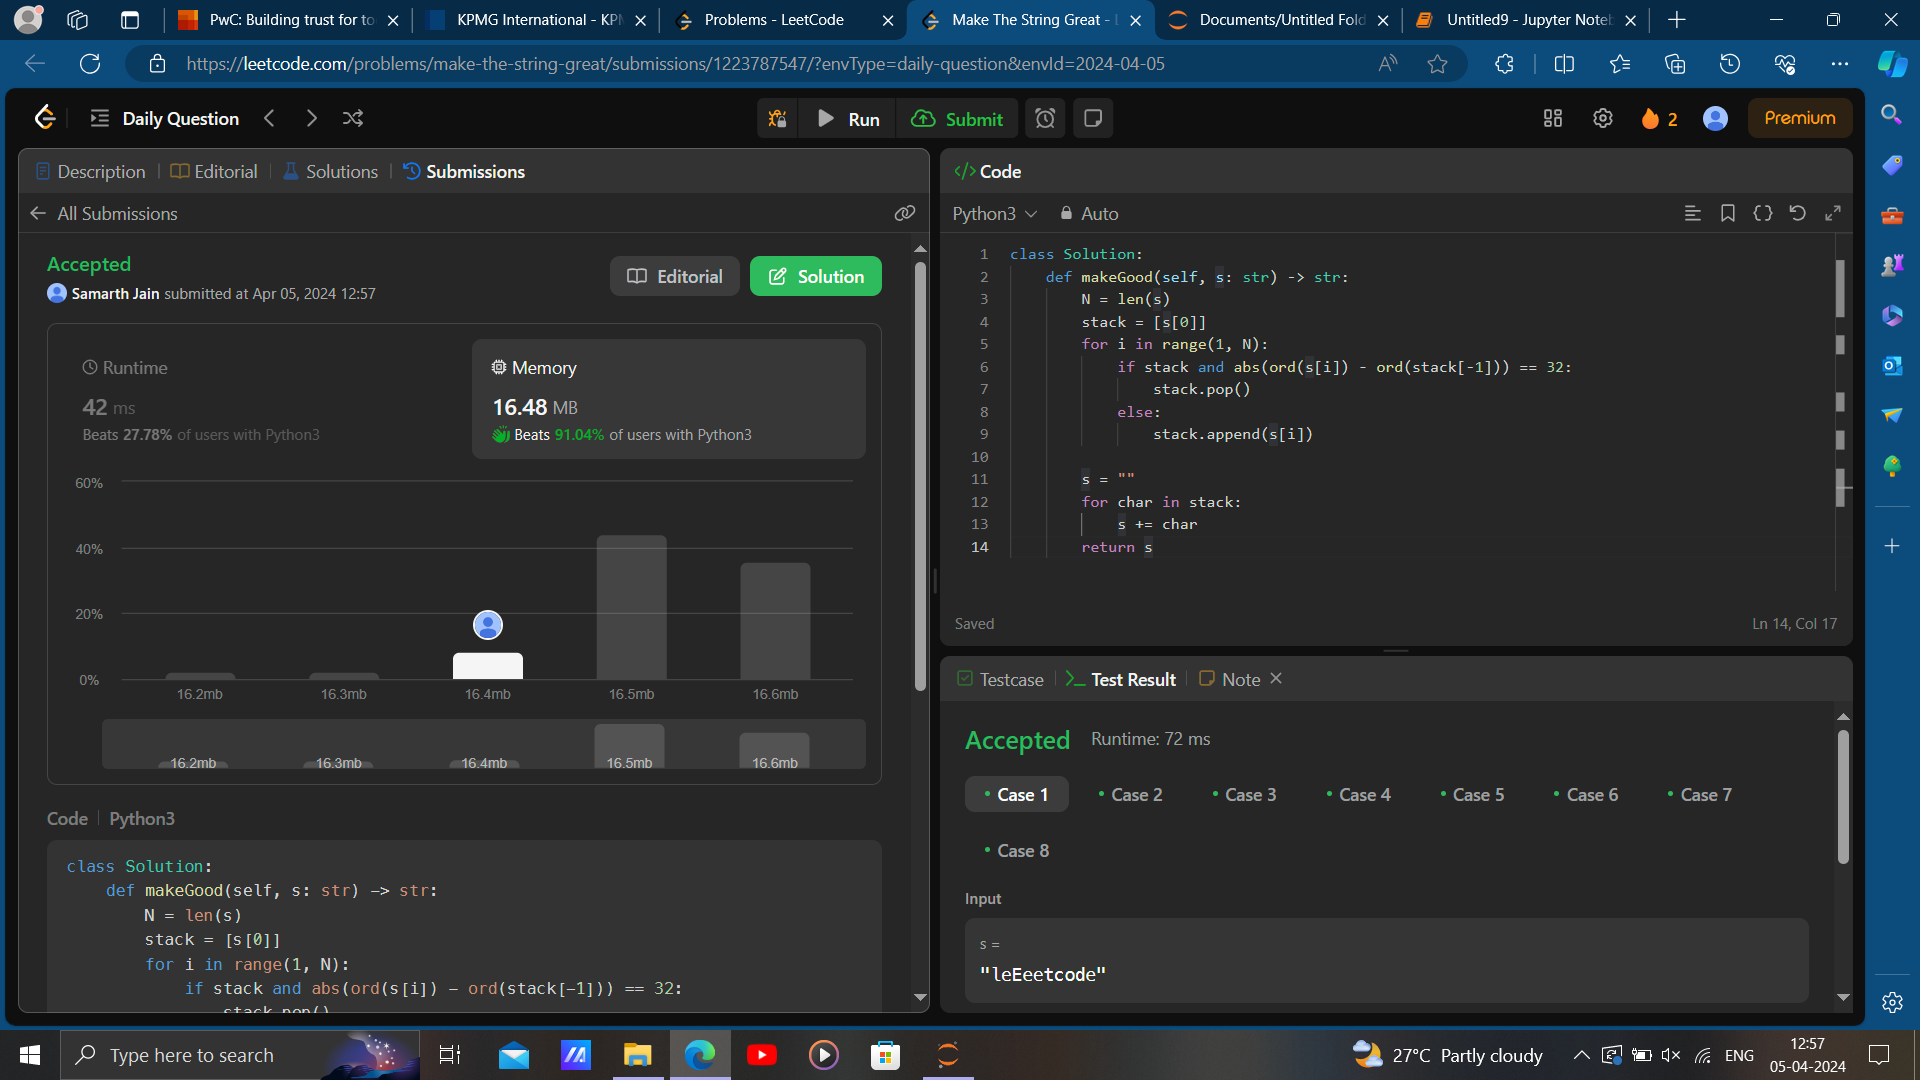 PwC: Building trust for to
KPMG International - KPM
Problems - LeetCode
Make The String Great - L
Documents/Untitled Fold
Untitled9 - Jupyter Noteb
https://leetcode.com/problems/make-the-string-great/submissions/1223787547/?envType=daily-question&envId=2024-04-05
Daily Question
Run
Submit
2
Premium
Description
Editorial
Solutions
Submissions
All Submissions
Accepted
Samarth Jain submitted at Apr 05, 2024 12:57
Editorial
Solution
Runtime
42 ms
Beats 27.78% of users with Python3
Memory
16.48 MB
Beats 91.04% of users with Python3
60%
40%
20%
0%
16.2mb 16.3mb 16.4mb 16.5mb 16.6mb
16.2mb 16.3mb 16.4mb 16.5mb 16.6mb
Code | Python3
class Solution:
    def makeGood(self, s: str) -> str:
        N = len(s)
        stack = [s[0]]
        for i in range(1, N):
            if stack and abs(ord(s[i]) - ord(stack[-1])) == 32:
                stack.pop()
</> Code
Python3
Auto
1 class Solution:
2     def makeGood(self, s: str) -> str:
3         N = len(s)
4         stack = [s[0]]
5         for i in range(1, N):
6             if stack and abs(ord(s[i]) - ord(stack[-1])) == 32:
7                 stack.pop()
8             else:
9                 stack.append(s[i])
10
11         s = ""
12         for char in stack:
13             s += char
14         return s
Saved
Ln 14, Col 17
Testcase
Test Result
Note
Accepted
Runtime: 72 ms
Case 1
Case 2
Case 3
Case 4
Case 5
Case 6
Case 7
Case 8
Input
s =
"leEeetcode"
Type here to search
27°C Partly cloudy
ENG
12:57
05-04-2024